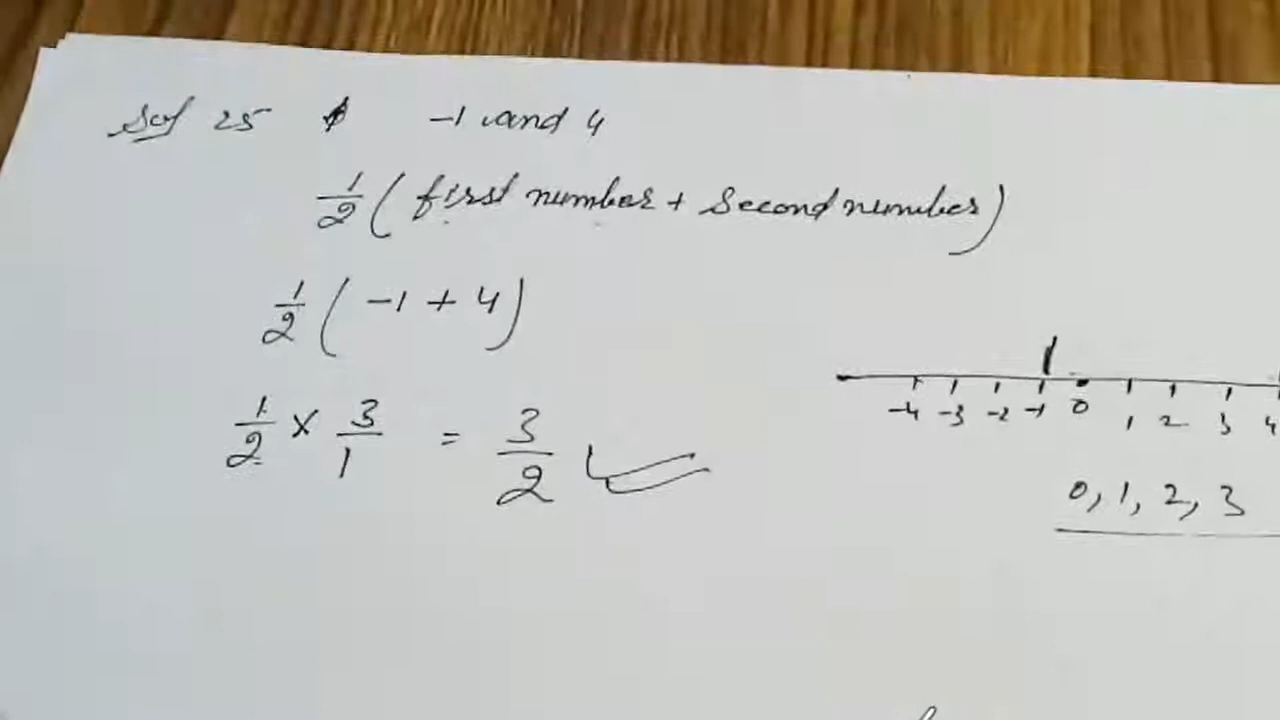 Sol 25 -1 and 4
1/2 ( first number + Second number )
1/2 ( -1 + 4 )
1/2 × 3/1 = 3/2
-4 -3 -2 -1 0 1 2 3 4
0, 1, 2, 3